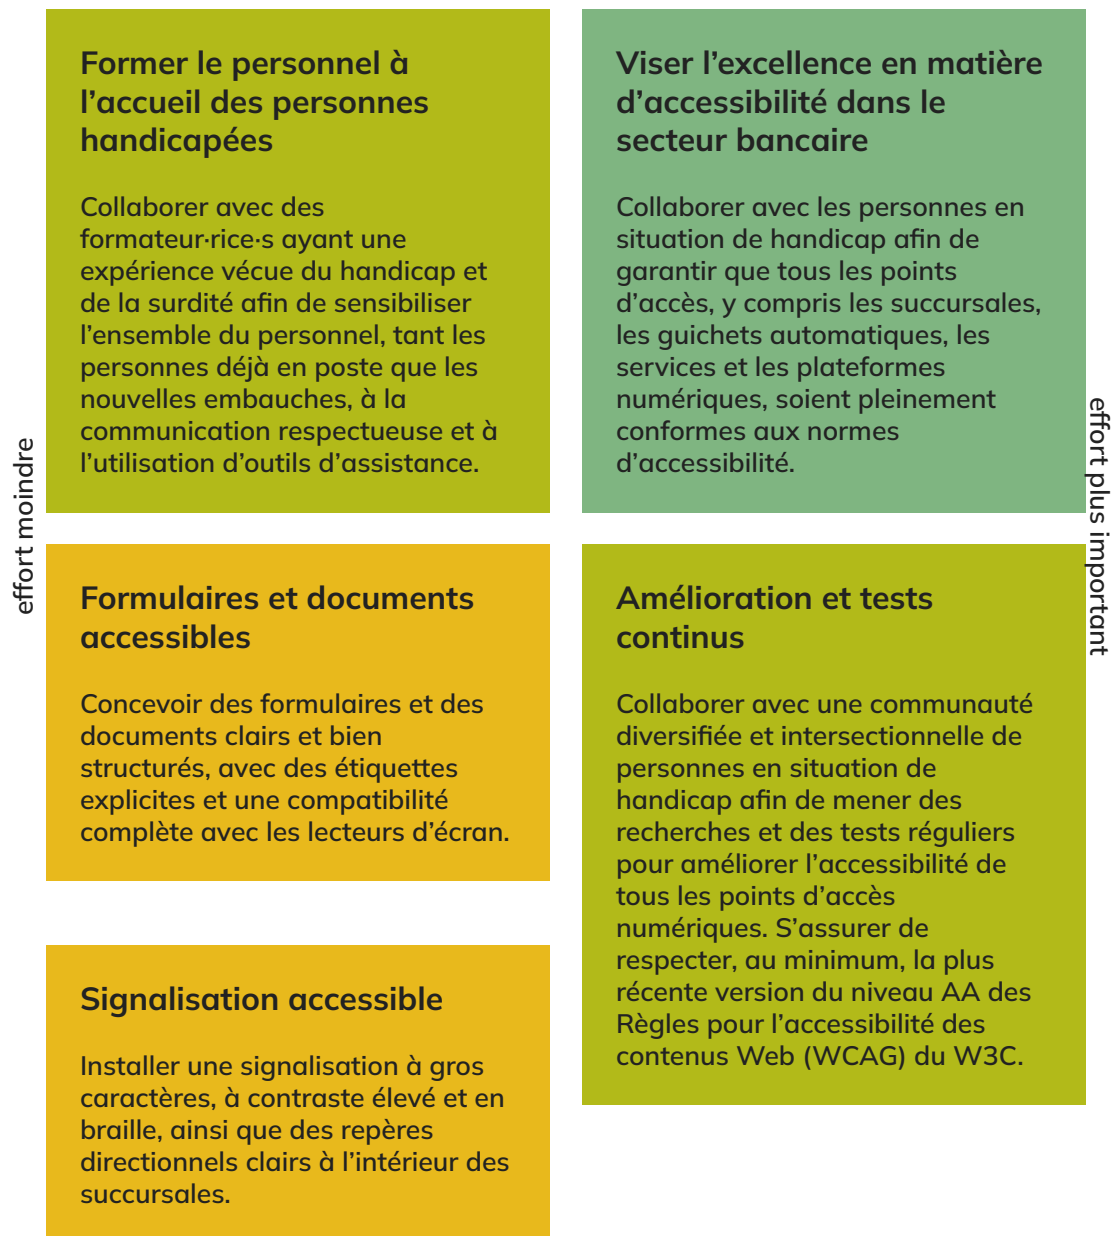 effort moindre
Former le personnel à
l’accueil des personnes
handicapées
Collaborer avec des
formateur·rice·s ayant une
expérience vécue du handicap et
de la surdité afin de sensibiliser
l’ensemble du personnel, tant les
personnes déjà en poste que les
nouvelles embauches, à la
communication respectueuse et à
l’utilisation d’outils d’assistance.
Formulaires et documents
accessibles
Concevoir des formulaires et des
documents clairs et bien
structurés, avec des étiquettes
explicites et une compatibilité
complète avec les lecteurs d’écran.
Signalisation accessible
Installer une signalisation à gros
caractères, à contraste élevé et en
braille, ainsi que des repères
directionnels clairs à l’intérieur des
succursales.
Viser l’excellence en matière
d’accessibilité dans le
secteur bancaire
Collaborer avec les personnes en
situation de handicap afin de
garantir que tous les points
d’accès, y compris les succursales,
les guichets automatiques, les
services et les plateformes
numériques, soient pleinement
conformes aux normes
d’accessibilité.
Amélioration et tests
continus
Collaborer avec une communauté
diversifiée et intersectionnelle de
personnes en situation de
handicap afin de mener des
recherches et des tests réguliers
pour améliorer l’accessibilité de
tous les points d’accès
numériques. S’assurer de
respecter, au minimum, la plus
récente version du niveau AA des
Règles pour l’accessibilité des
contenus Web (WCAG) du W3C.
effort plus important